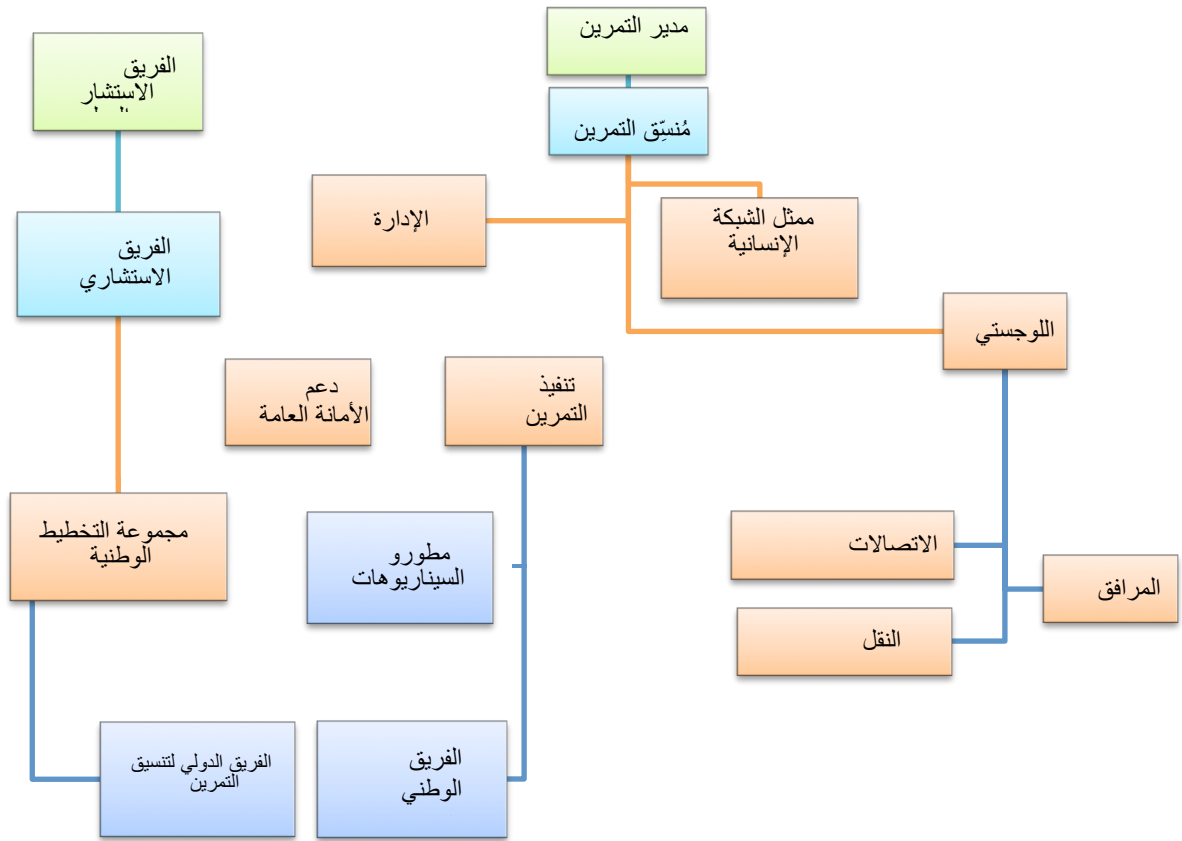 مدير التمرين
الفريق
الاستشار
مُنسِّق التمرين
الإدارة
ممثل الشبكة
الإنسانية
الفريق
الاستشاري
اللوجستي
دعم
الأمانة العامة
تنفيذ
التمرين
مجموعة التخطيط
الوطنية
مطورو
السيناريوهات
الاتصالات
المرافق
النقل
الفريق الدولي لتنسيق
التمرين
الفريق
الوطني